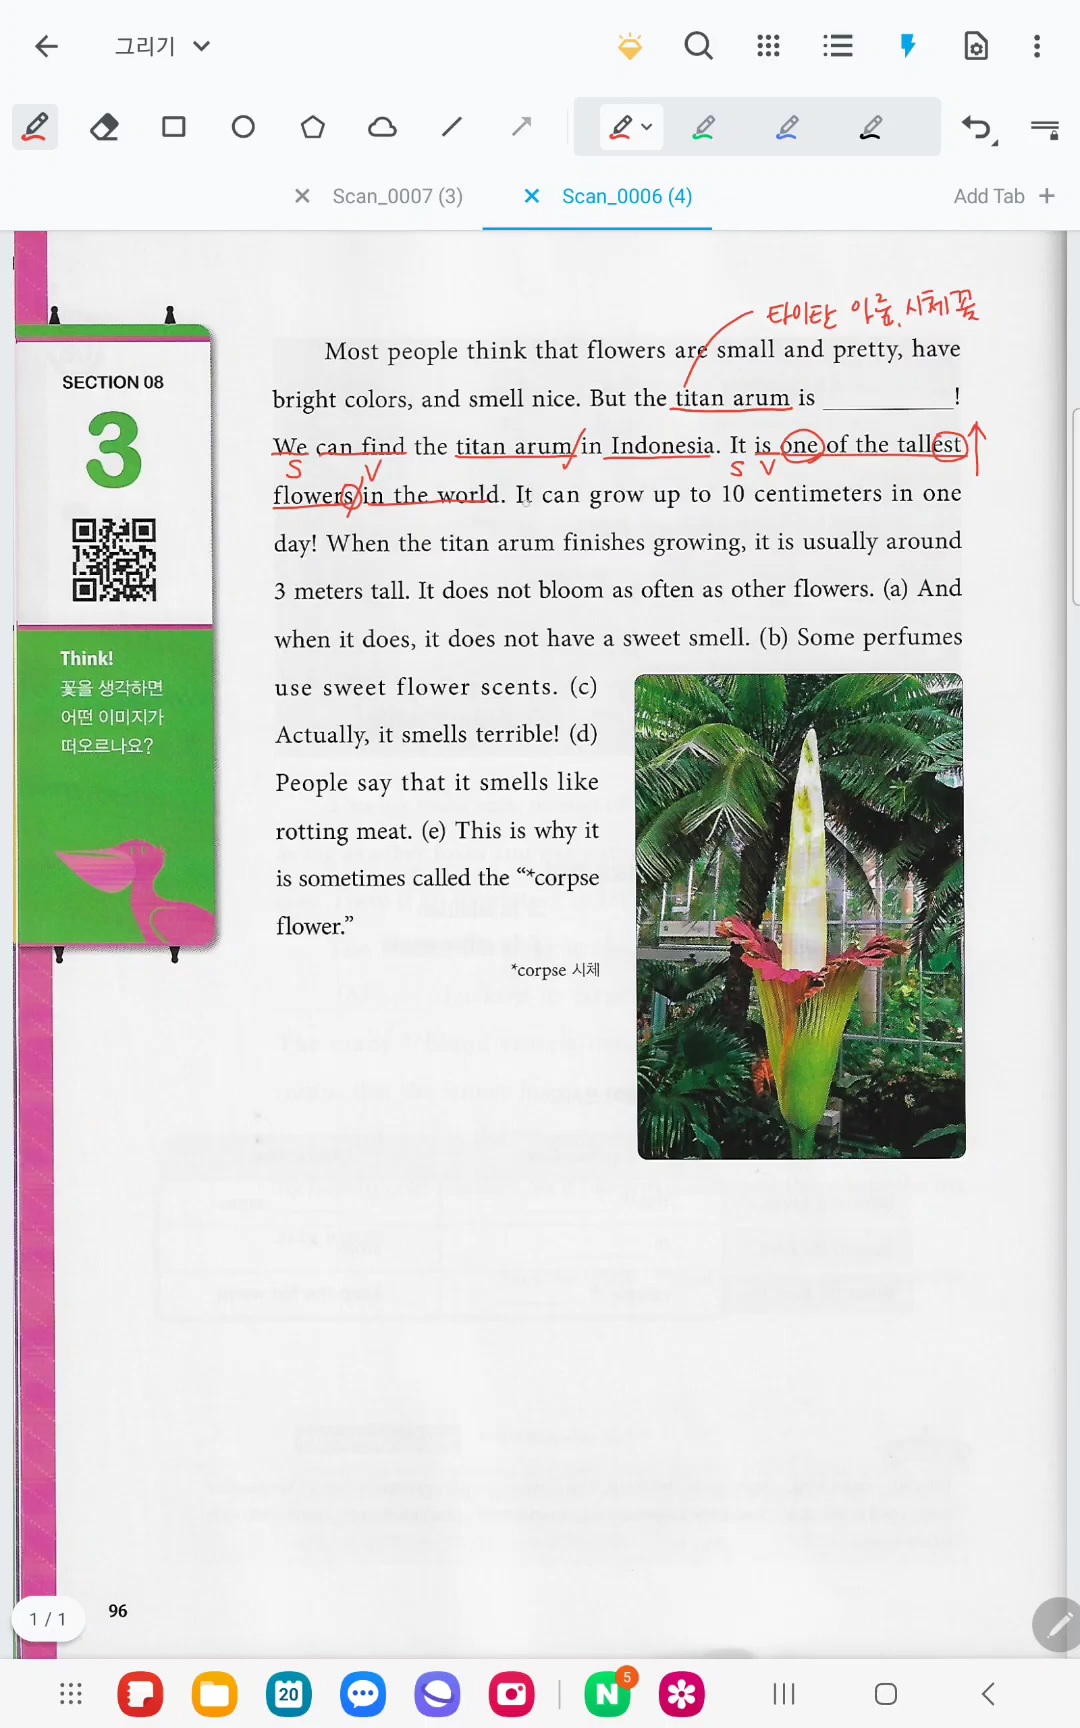 그리기
Scan_0007 (3)
Scan_0006 (4)
Add Tab +
타이탄 아룸, 시체꽃
SECTION 08
3
Think!
꽃을 생각하면
어떤 이미지가
떠오르나요?
Most people think that flowers are small and pretty, have
bright colors, and smell nice. But the titan arum is ____________!
We can find the titan arum in Indonesia. It is one of the tallest
S V S V
flowers in the world. It can grow up to 10 centimeters in one
day! When the titan arum finishes growing, it is usually around
3 meters tall. It does not bloom as often as other flowers. (a) And
when it does, it does not have a sweet smell. (b) Some perfumes
use sweet flower scents. (c)
Actually, it smells terrible! (d)
People say that it smells like
rotting meat. (e) This is why it
is sometimes called the “*corpse
flower.”
*corpse 시체
1 / 1
96
20
N
5